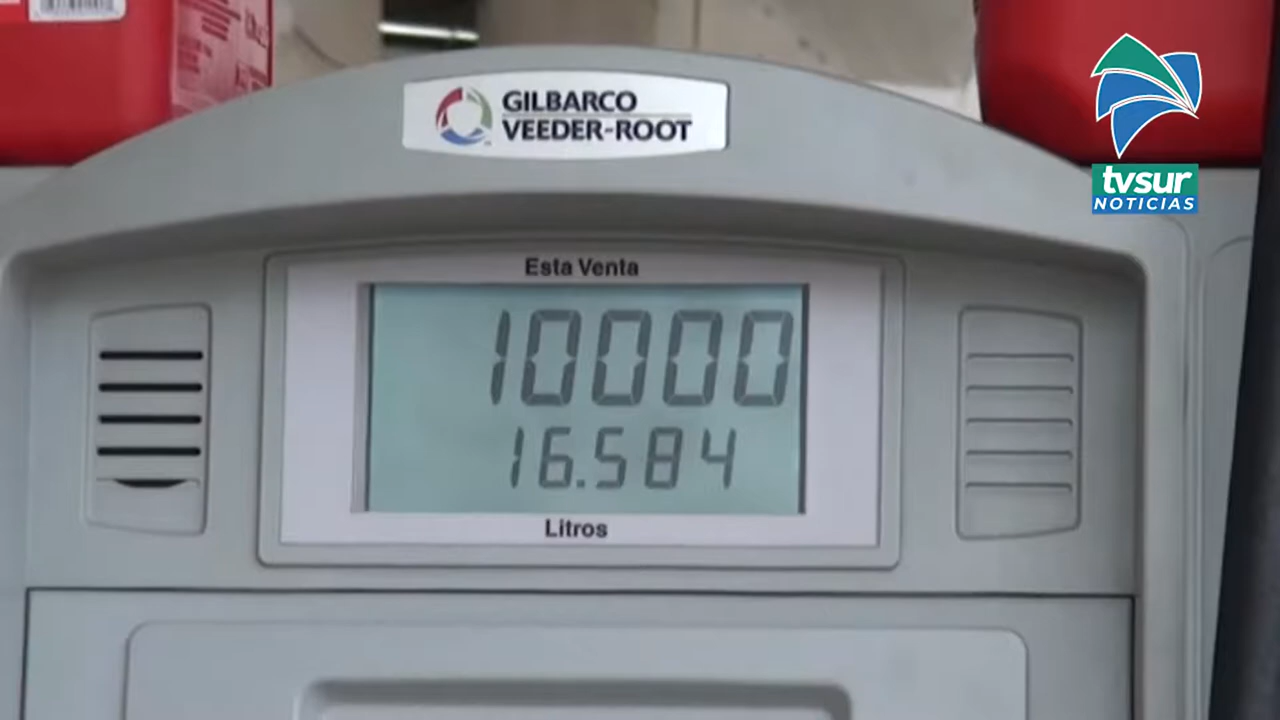 GILBARCO
VEEDER-ROOT
tvsur
NOTICIAS
Esta Venta
10000
16.584
Litros